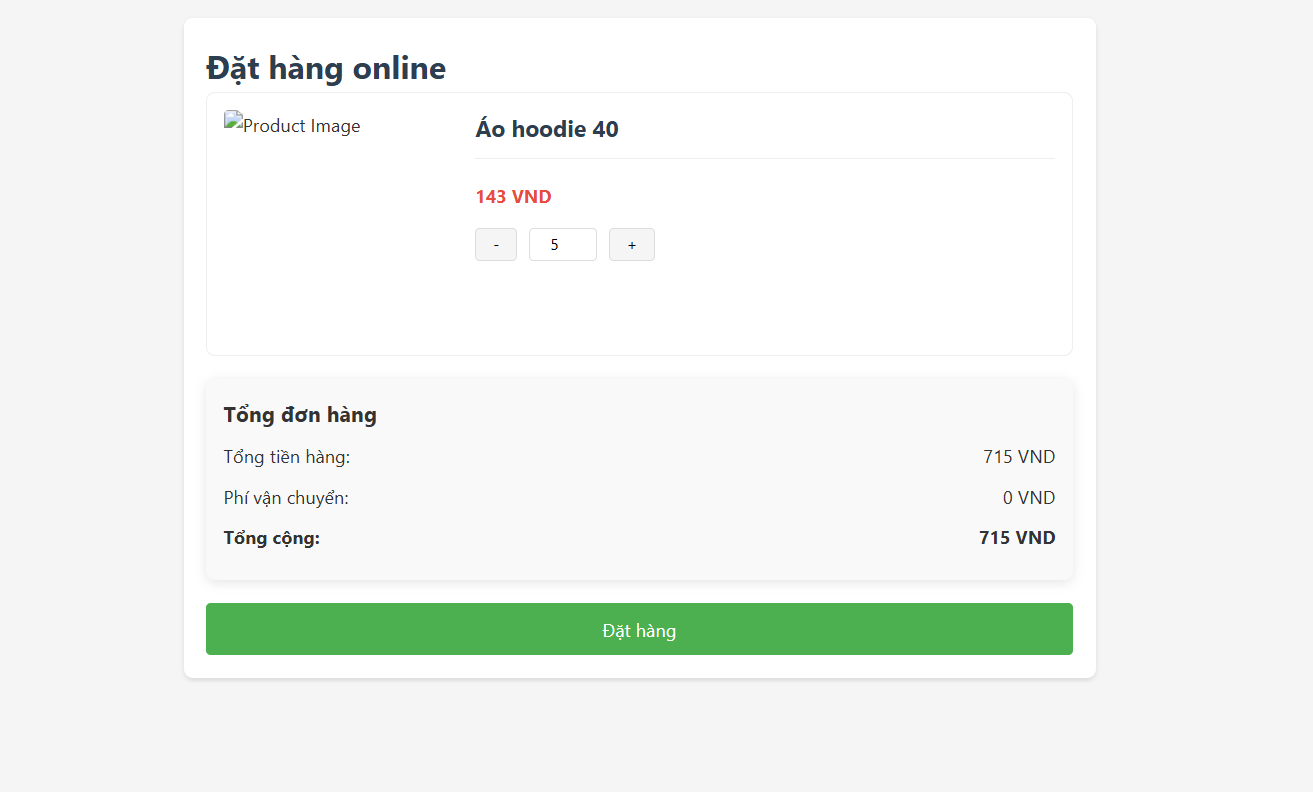 Đặt hàng online
Product Image
Áo hoodie 40
143 VND
- 5 +
Tổng đơn hàng
Tổng tiền hàng: 715 VND
Phí vận chuyển: 0 VND
Tổng cộng: 715 VND
Đặt hàng